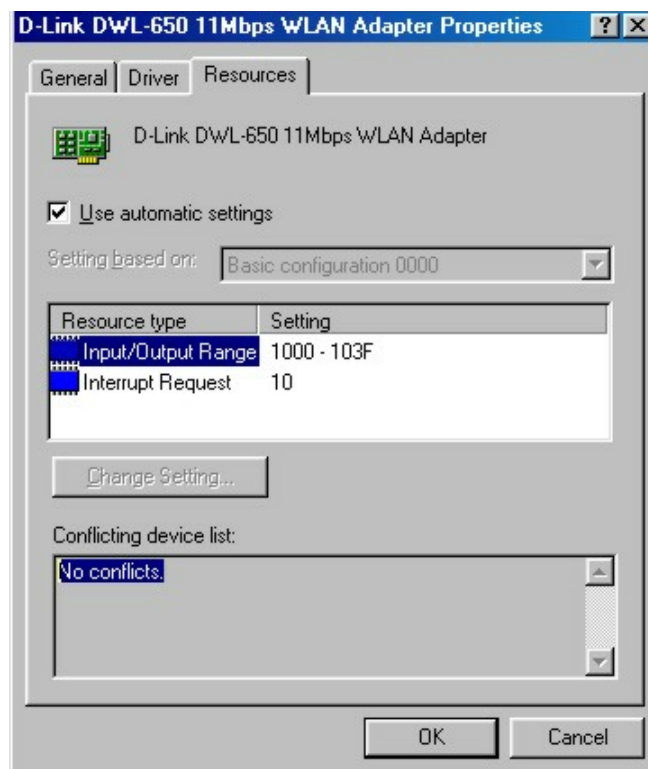 D-Link DWL-650 11Mbps WLAN Adapter Properties
General Driver Resources
D-Link DWL-650 11Mbps WLAN Adapter
Use automatic settings
Setting based on: Basic configuration 0000
Resource type Setting
Input/Output Range 1000 - 103F
Interrupt Request 10
Change Setting...
Conflicting device list:
No conflicts.
OK Cancel